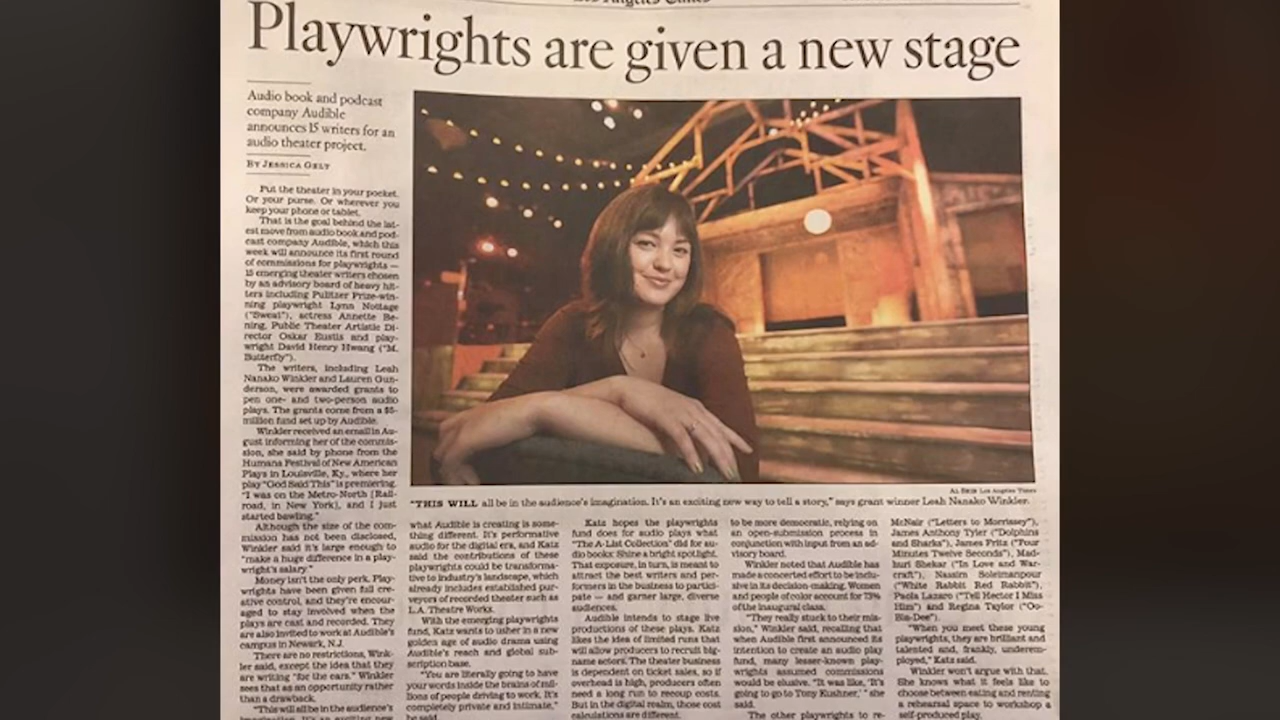 Los Angeles Times
Playwrights are given a new stage
Audio book and podcast
company Audible
announces 15 writers for an
audio theater project.
By Jessica Gelt
Put the theater in your pocket.
Or your purse. Or wherever you
keep your phone or tablet.
That is the goal behind the lat-
est move from audio book and pod-
cast company Audible, which this
week will announce its first round
of commissions for playwrights —
15 emerging theater writers chosen
by an advisory board of heavy hit-
ters including Pulitzer Prize-win-
ning playwright Lynn Nottage
("Sweat"), actress Annette Be-
ning, Public Theater Artistic Di-
rector Oskar Eustis and play-
wright David Henry Hwang ("M.
Butterfly").
The writers, including Leah
Nanako Winkler and Lauren Gun-
derson, were awarded grants to
pen one- and two-person audio
plays. The grants come from a $5-
million fund set up by Audible.
Winkler received an email in Au-
gust informing her of the commis-
sion, she said by phone from the
Humana Festival of New American
Plays in Louisville, Ky., where her
play "God Said This" is premiering.
"I was on the Metro-North [Rail-
road, in New York], and I just
started bawling."
Although the size of the com-
mission has not been disclosed,
Winkler said it's large enough to
"make a huge difference in a play-
wright's salary."
Money isn't the only perk. Play-
wrights have been given full cre-
ative control, and they're encour-
aged to stay involved when the
plays are cast and recorded. They
are also invited to work at Audible's
campus in Newark, N.J.
There are no restrictions, Wink-
ler said, except the idea that they
are writing "for the ears." Winkler
sees that as an opportunity rather
than a drawback.
"This will all be in the audience's
imagination. It's an exciting new
Los Angeles Times
"THIS WILL all be in the audience's imagination. It's an exciting new way to tell a story," says grant winner Leah Nanako Winkler.
what Audible is creating is some-
thing different. It's performative
audio for the digital era, and Katz
said the contributions of these
playwrights could be transforma-
tive to industry's landscape, which
already includes established pur-
veyors of recorded theater such as
L.A. Theatre Works.
With the emerging playwrights
fund, Katz wants to usher in a new
golden age of audio drama using
Audible's reach and global sub-
scription base.
"You are literally going to have
your words inside the brains of mil-
lions of people driving to work. It's
completely private and intimate,"
he said.
Katz hopes the playwrights
fund does for audio plays what
"The A-List Collection" did for au-
dio books: Shine a bright spotlight.
That exposure, in turn, is meant to
attract the best writers and per-
formers in the business to partici-
pate — and garner large, diverse
audiences.
Audible intends to stage live
productions of these plays. Katz
likes the idea of limited runs that
will allow producers to recruit big-
name actors. The theater business
is dependent on ticket sales, so if
overhead is high, producers often
need a long run to recoup costs.
But in the digital realm, those cost
calculations are different.
to be more democratic, relying on
an open-submission process in
conjunction with input from an ad-
visory board.
Winkler noted that Audible has
made a concerted effort to be inclu-
sive in its decision-making. Women
and people of color account for 73%
of the inaugural class.
"They really stuck to their mis-
sion," Winkler said, recalling that
when Audible first announced its
intention to create an audio play
fund, many lesser-known play-
wrights assumed commissions
would be elusive. "It was like, 'It's
going to go to Tony Kushner,' " she
said.
The other playwrights to re-
McNair ("Letters to Morrissey"),
James Anthony Tyler ("Dolphins
and Sharks"), James Fritz ("Four
Minutes Twelve Seconds"), Mad-
huri Shekar ("In Love and War-
craft"), Nassim Soleimanpour
("White Rabbit Red Rabbit"),
Paola Lazaro ("Tell Hector I Miss
Him") and Regina Taylor ("Oo-
Bla-Dee").
"When you meet these young
playwrights, they are brilliant and
talented and, frankly, underem-
ployed," Katz said.
Winkler won't argue with that.
She knows what it feels like to
choose between eating and renting
a rehearsal space to workshop a
self-produced play.